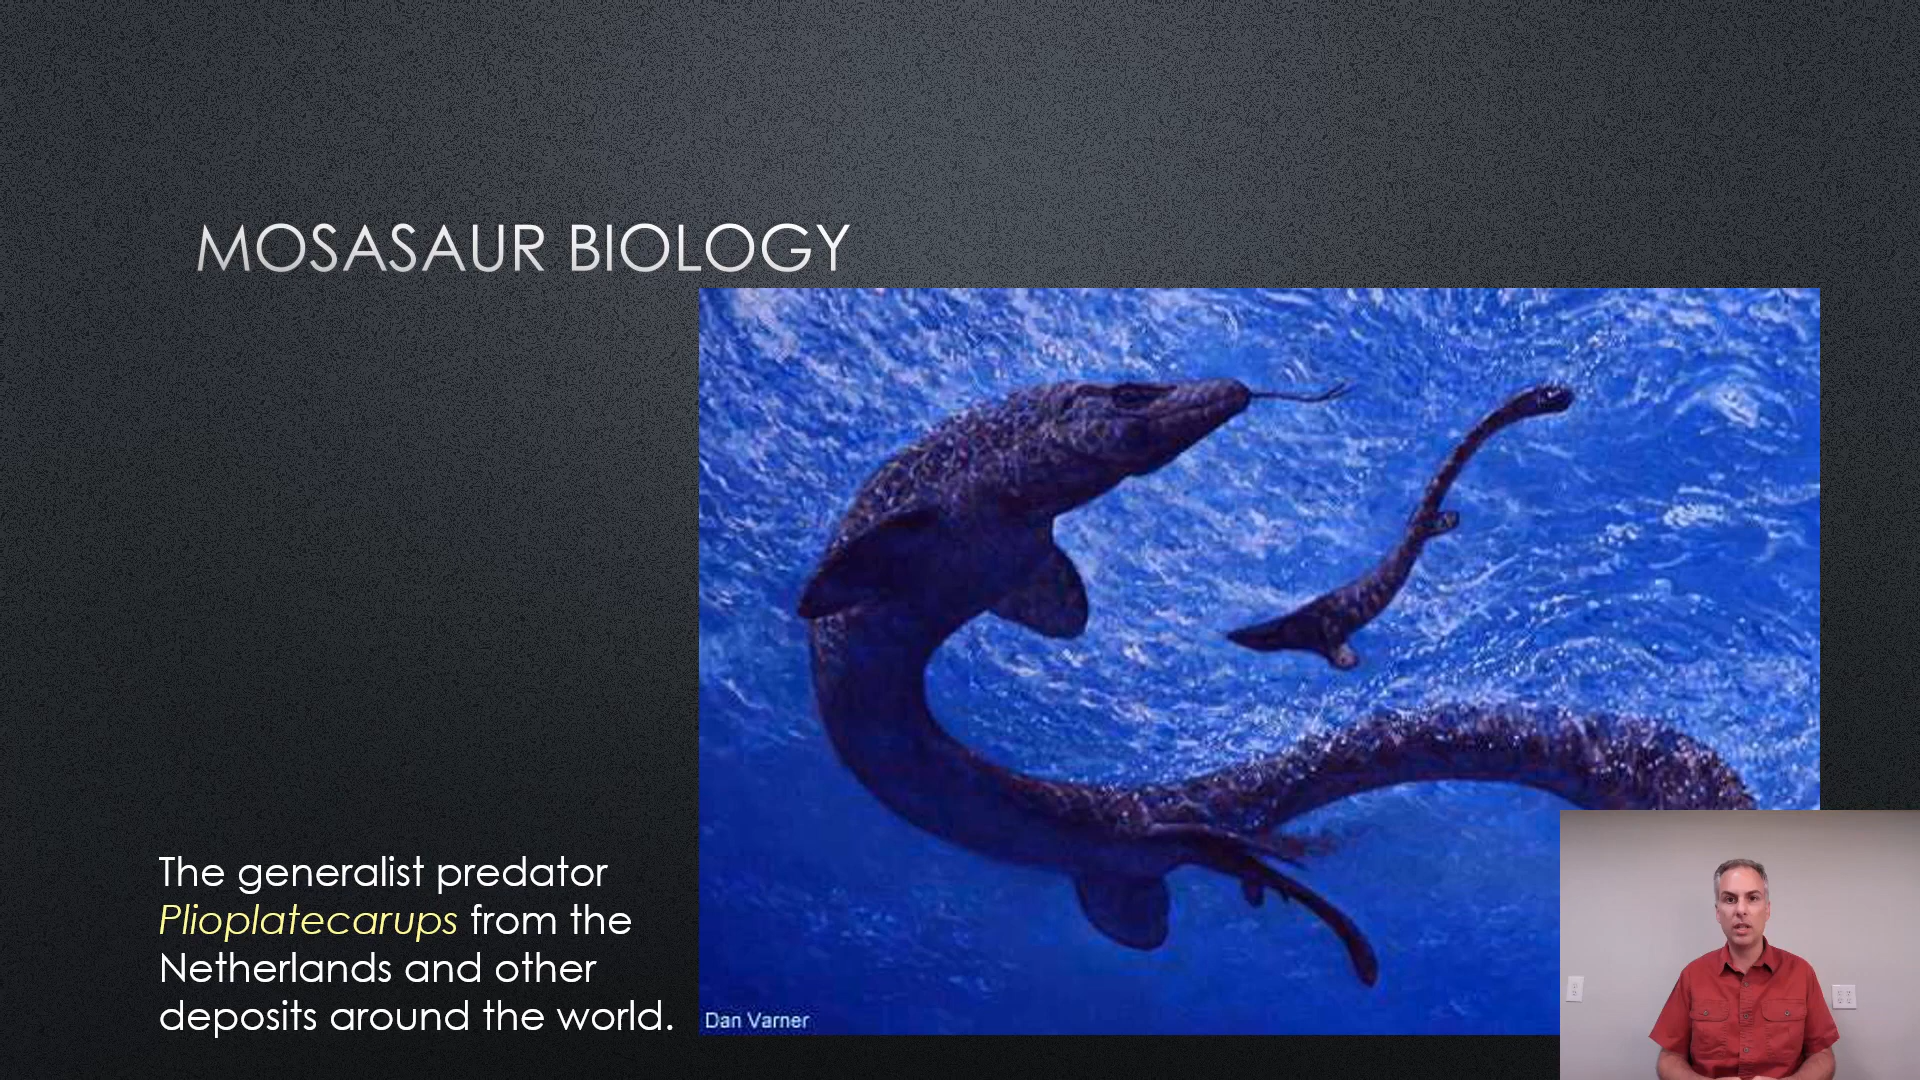 MOSASAUR BIOLOGY
The generalist predator
Plioplatecarups from the
Netherlands and other
deposits around the world.
Dan Varner